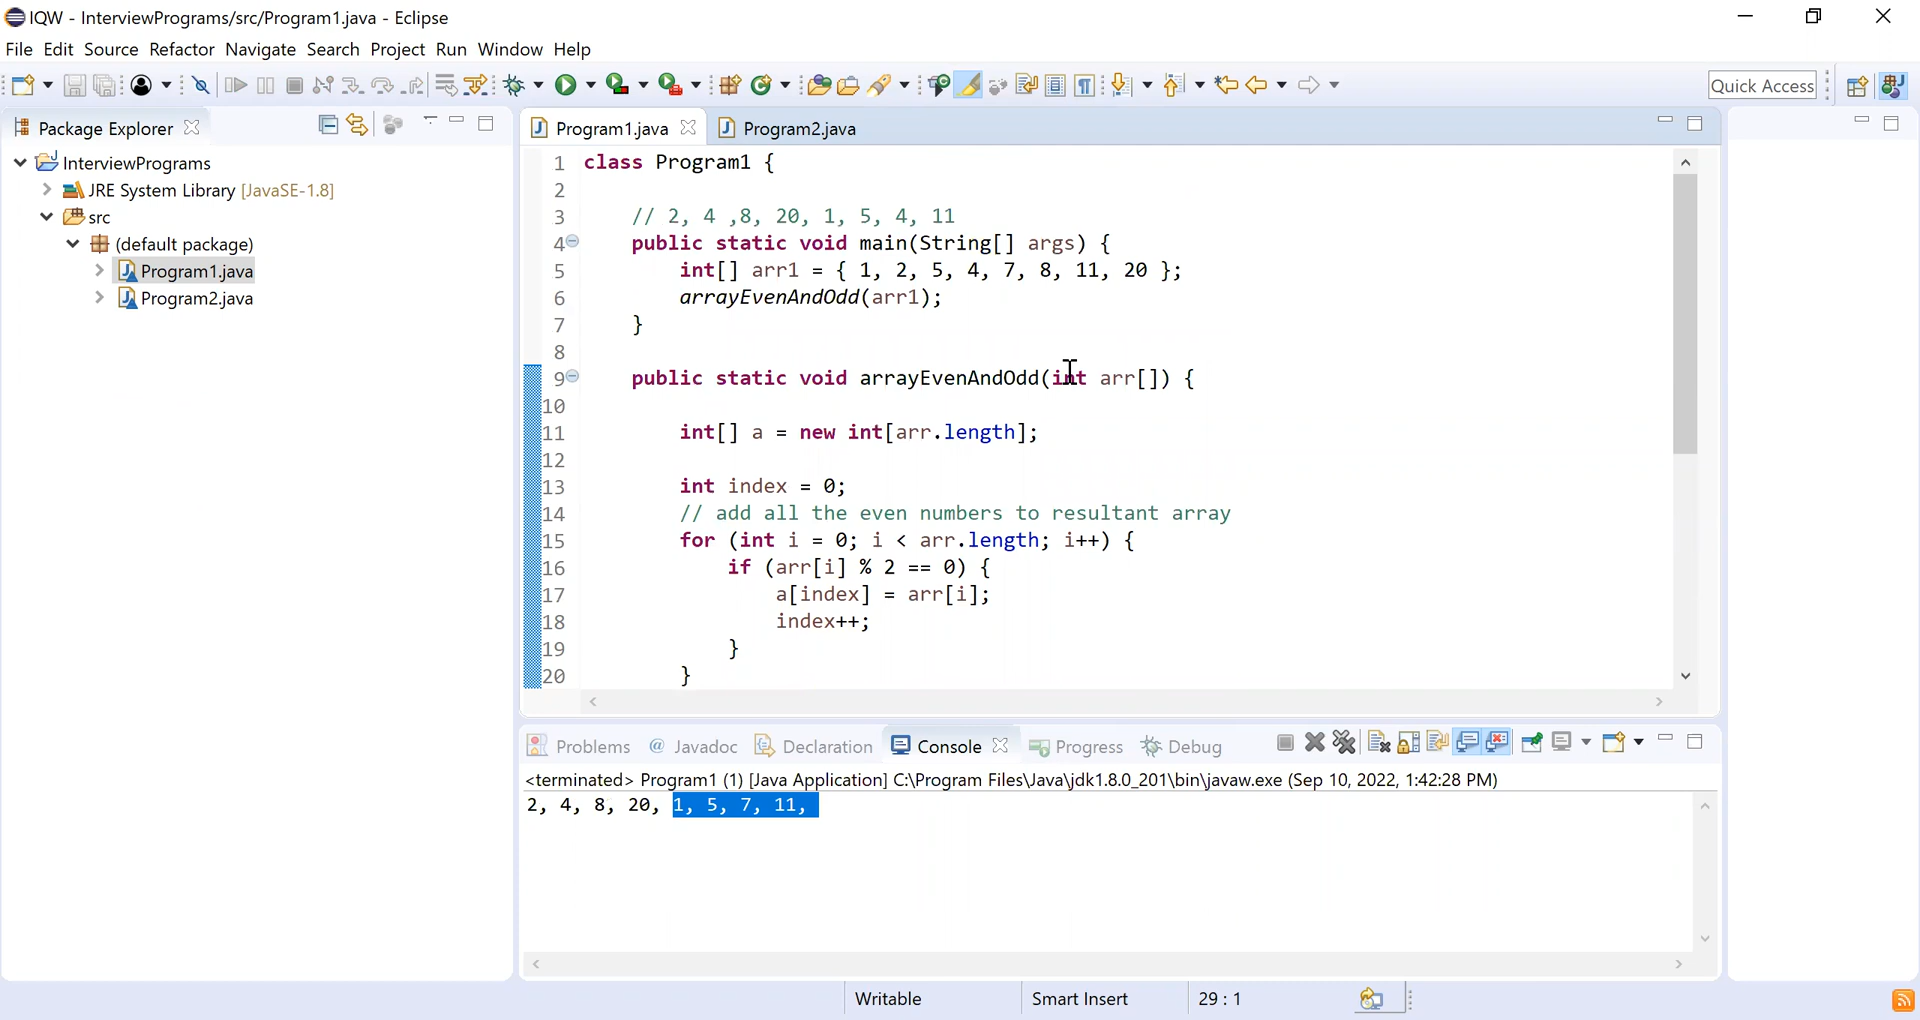 IQW - InterviewPrograms/src/Program1.java - Eclipse
File Edit Source Refactor Navigate Search Project Run Window Help
Quick Access
Package Explorer
InterviewPrograms
JRE System Library [JavaSE-1.8]
src
(default package)
Program1.java
Program2.java
Program1.java Program2.java
1 class Program1 {
2
3 // 2, 4 ,8, 20, 1, 5, 4, 11
4 public static void main(String[] args) {
5 int[] arr1 = { 1, 2, 5, 4, 7, 8, 11, 20 };
6 arrayEvenAndOdd(arr1);
7 }
8
9 public static void arrayEvenAndOdd(int arr[]) {
10
11 int[] a = new int[arr.length];
12
13 int index = 0;
14 // add all the even numbers to resultant array
15 for (int i = 0; i < arr.length; i++) {
16 if (arr[i] % 2 == 0) {
17 a[index] = arr[i];
18 index++;
19 }
20 }
Problems @ Javadoc Declaration Console Progress Debug
<terminated> Program1 (1) [Java Application] C:\Program Files\Java\jdk1.8.0_201\bin\javaw.exe (Sep 10, 2022, 1:42:28 PM)
2, 4, 8, 20, 1, 5, 7, 11,
Writable Smart Insert 29 : 1